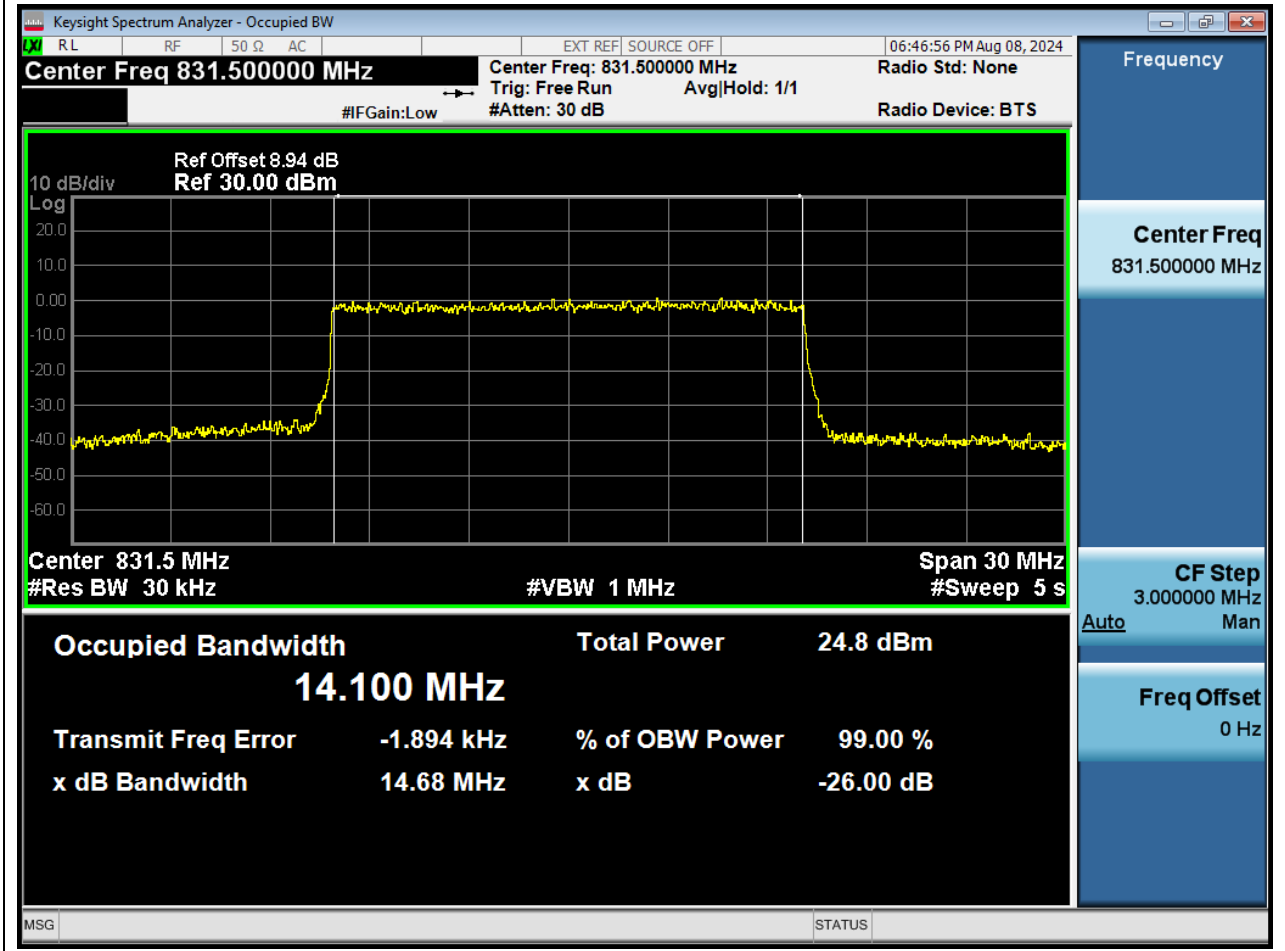 Keysight Spectrum Analyzer - Occupied BW
LXI RL RF 50 Ω AC EXT REF SOURCE OFF 06:46:56 PM Aug 08, 2024
Center Freq 831.500000 MHz
#IFGain:Low
Center Freq: 831.500000 MHz
Trig: Free Run Avg|Hold: 1/1
#Atten: 30 dB
Radio Std: None
Radio Device: BTS
Ref Offset 8.94 dB
10 dB/div Ref 30.00 dBm
Log
20.0
10.0
0.00
-10.0
-20.0
-30.0
-40.0
-50.0
-60.0
Center 831.5 MHz Span 30 MHz
#Res BW 30 kHz #VBW 1 MHz #Sweep 5 s
Occupied Bandwidth Total Power 24.8 dBm
14.100 MHz
Transmit Freq Error -1.894 kHz % of OBW Power 99.00 %
x dB Bandwidth 14.68 MHz x dB -26.00 dB
Frequency
Center Freq
831.500000 MHz
CF Step
3.000000 MHz
Auto Man
Freq Offset
0 Hz
MSG STATUS